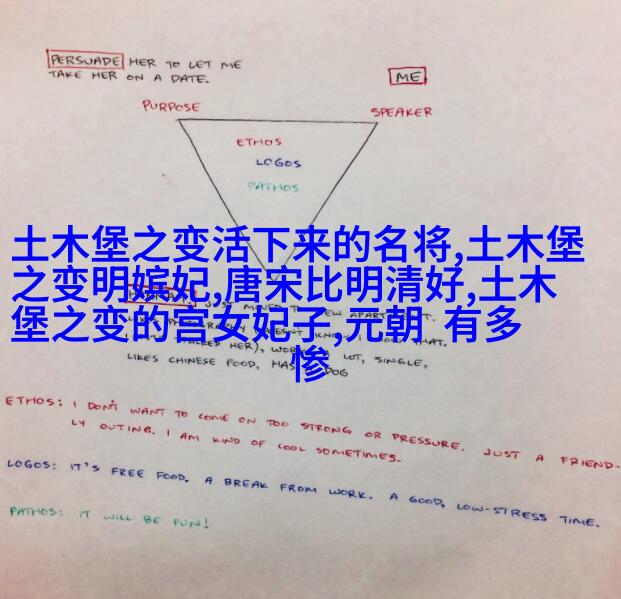 PERSUADE HER TO LET ME
TAKE HER ON A DATE.
ME
PURPOSE
SPEAKER
ETHOS
LOGOS
PATHOS
土木堡之变活下来的名将,土木堡
之变明嫔妃,唐宋比明清好,土木
堡之变的宫女妃子,元朝 有多
惨
LIKES CHINESE FOOD, HAS DOG
ETHOS: I DON'T WANT TO COME ON TOO STRONG OR PRESSURE. JUST A FRIEND-
LY OUTING. I AM KIND OF COOL SOMETIMES.
LOGOS: IT'S FREE FOOD, A BREAK FROM WORK. A GOOD, LOW-STRESS TIME.
PATHOS: IT WILL BE FUN!